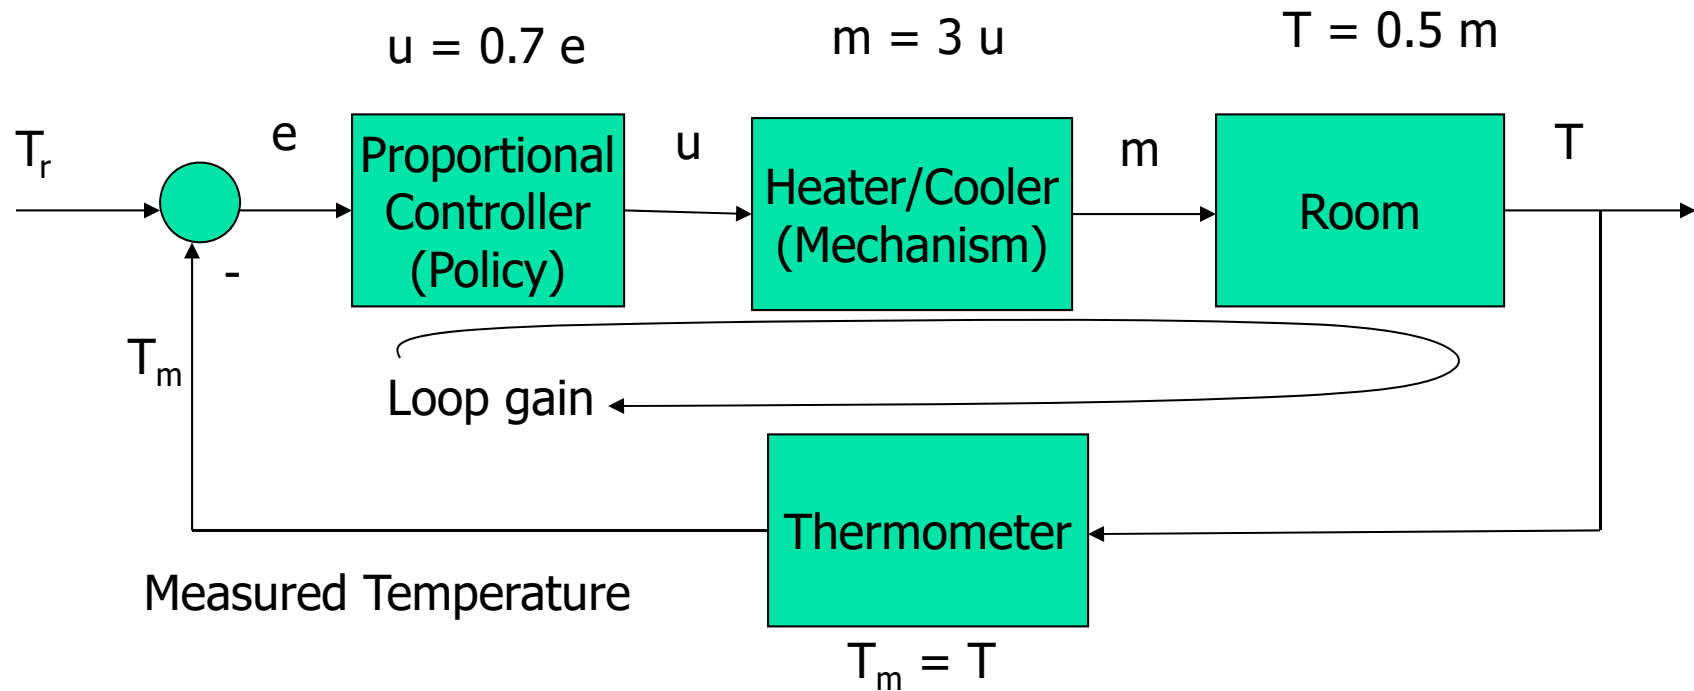 u = 0.7 e
m = 3 u
T = 0.5 m
Tr
e
Proportional
Controller
(Policy)
u
Heater/Cooler
(Mechanism)
m
Room
T
-
Tm
Loop gain
Thermometer
Measured Temperature
Tm = T